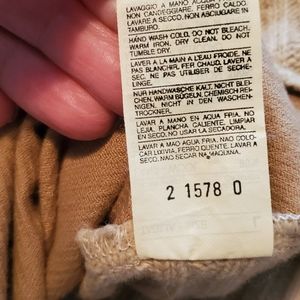 LAVAGGIO A MANO ACQUA
NON CANDEGGIARE. FERRO CALDO.
LAVARE A SECCO. NON ASCIUGARE IN
TAMBURO.
HAND WASH COLD. DO NOT BLEACH.
WARM IRON. DRY CLEAN. DO NOT
TUMBLE DRY.
LAVER A LA MAIN A L'EAU FROIDE. NE
PAS BLANCHIR. FER CHAUD. LAVER A
SEC. NE PAS UTILISER DE SECHE-
LINGE.
NUR HANDWASCHE KALT. NICHT BLEI-
CHEN. WARM BÜGELN. CHEMISCH REI-
NIGEN. NICHT IN DEN WASCHEN-
TROCKNER.
LAVAR A MANO EN AGUA FRIA. NO
LEJIA. PLANCHA CALIENTE. LIMPIAR
EN SECO. NO USAR LA SECADORA.
LAVAR A MAO AGUA FRIA. NAO COLO-
CAR LIXIVIA. FERRO QUENTE. LAVAR A
SECO. NAO SECAR NA MAQUINA.
2 1578 0